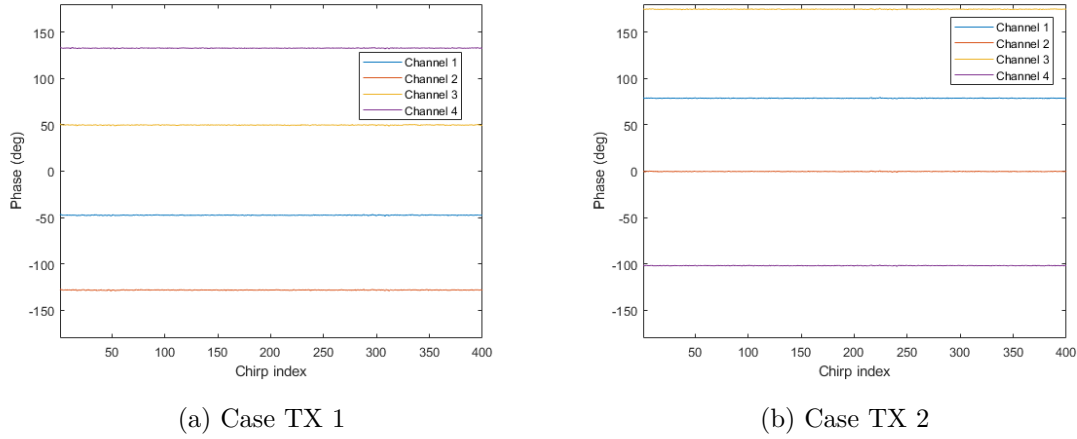 150
100
50
0
-50
-100
-150
Phase (deg)
Channel 1
Channel 2
Channel 3
Channel 4
50 100 150 200 250 300 350 400
Chirp index
(a) Case TX 1
150
100
50
0
-50
-100
-150
Phase (deg)
Channel 1
Channel 2
Channel 3
Channel 4
50 100 150 200 250 300 350 400
Chirp index
(b) Case TX 2